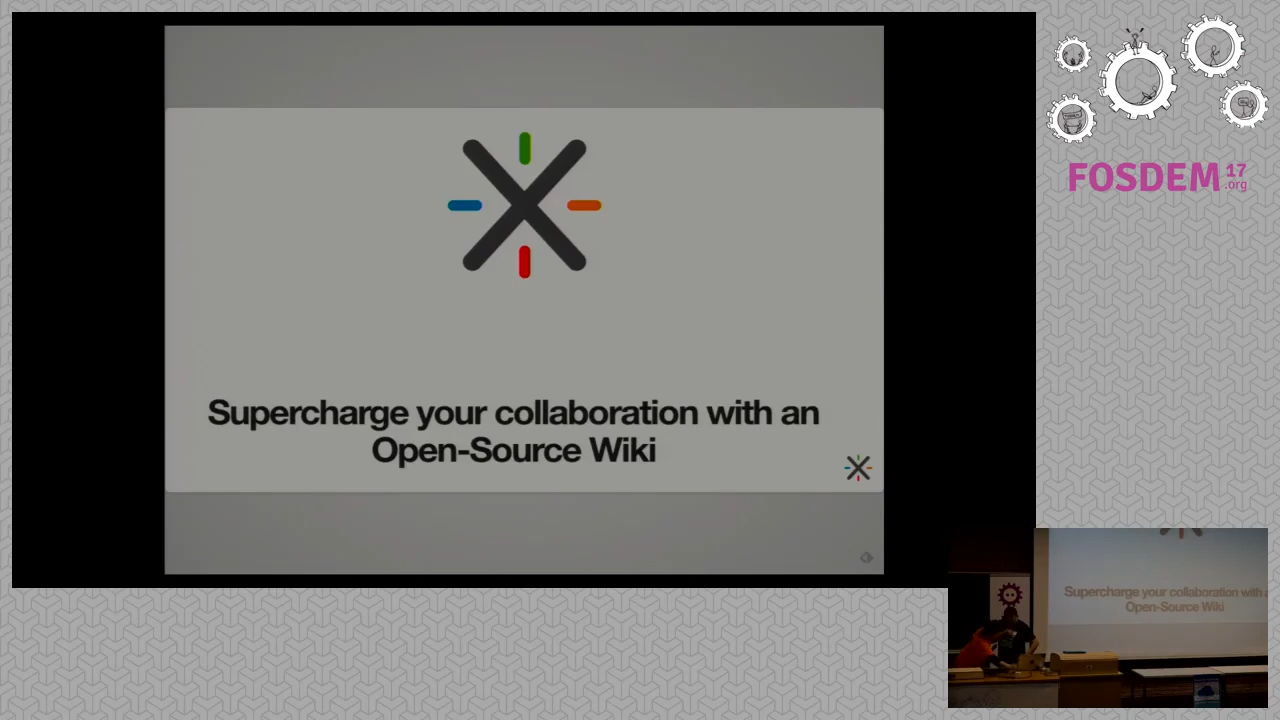 Supercharge your collaboration with an
Open-Source Wiki
FOSDEM 17
.org
Supercharge your collaboration with a
Open-Source Wiki